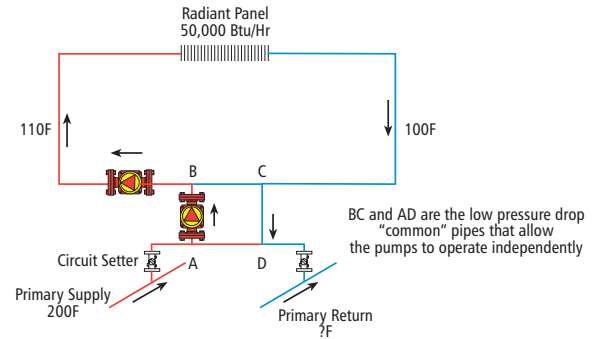 Radiant Panel
50,000 Btu/Hr
110F
100F
B
C
BC and AD are the low pressure drop
"common" pipes that allow
the pumps to operate independently
Circuit Setter
A
D
Primary Supply
200F
Primary Return
?F